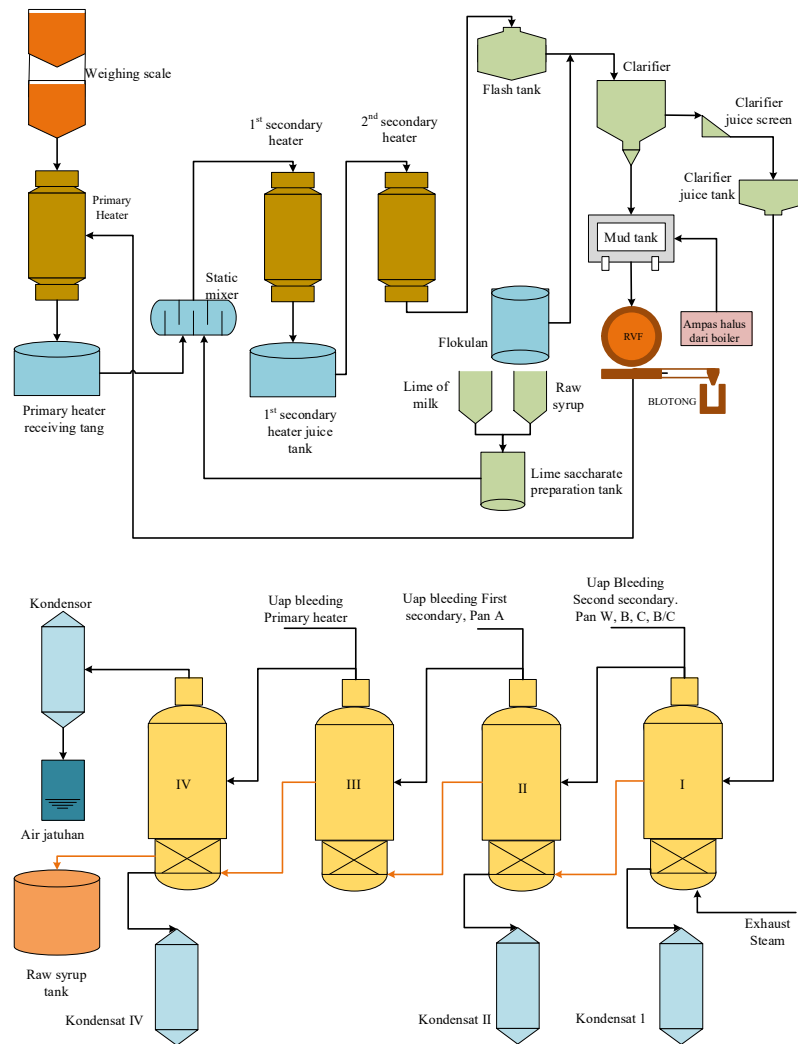 Weighing scale
Primary
Heater
Primary heater
receiving tang
Static
mixer
1st secondary
heater
1st secondary
heater juice
tank
2nd secondary
heater
Flash tank
Flokulan
Lime of
milk
Raw
syrup
Lime saccharate
preparation tank
Clarifier
Clarifier
juice screen
Clarifier
juice tank
Mud tank
RVF
Ampas halus
dari boiler
BLOTONG
Kondensor
Air jatuhan
Raw syrup
tank
Uap bleeding
Primary heater
Uap bleeding First
secondary, Pan A
Uap Bleeding
Second secondary.
Pan W, B, C, B/C
IV
III
II
I
Exhaust
Steam
Kondensat IV
Kondensat II
Kondensat 1